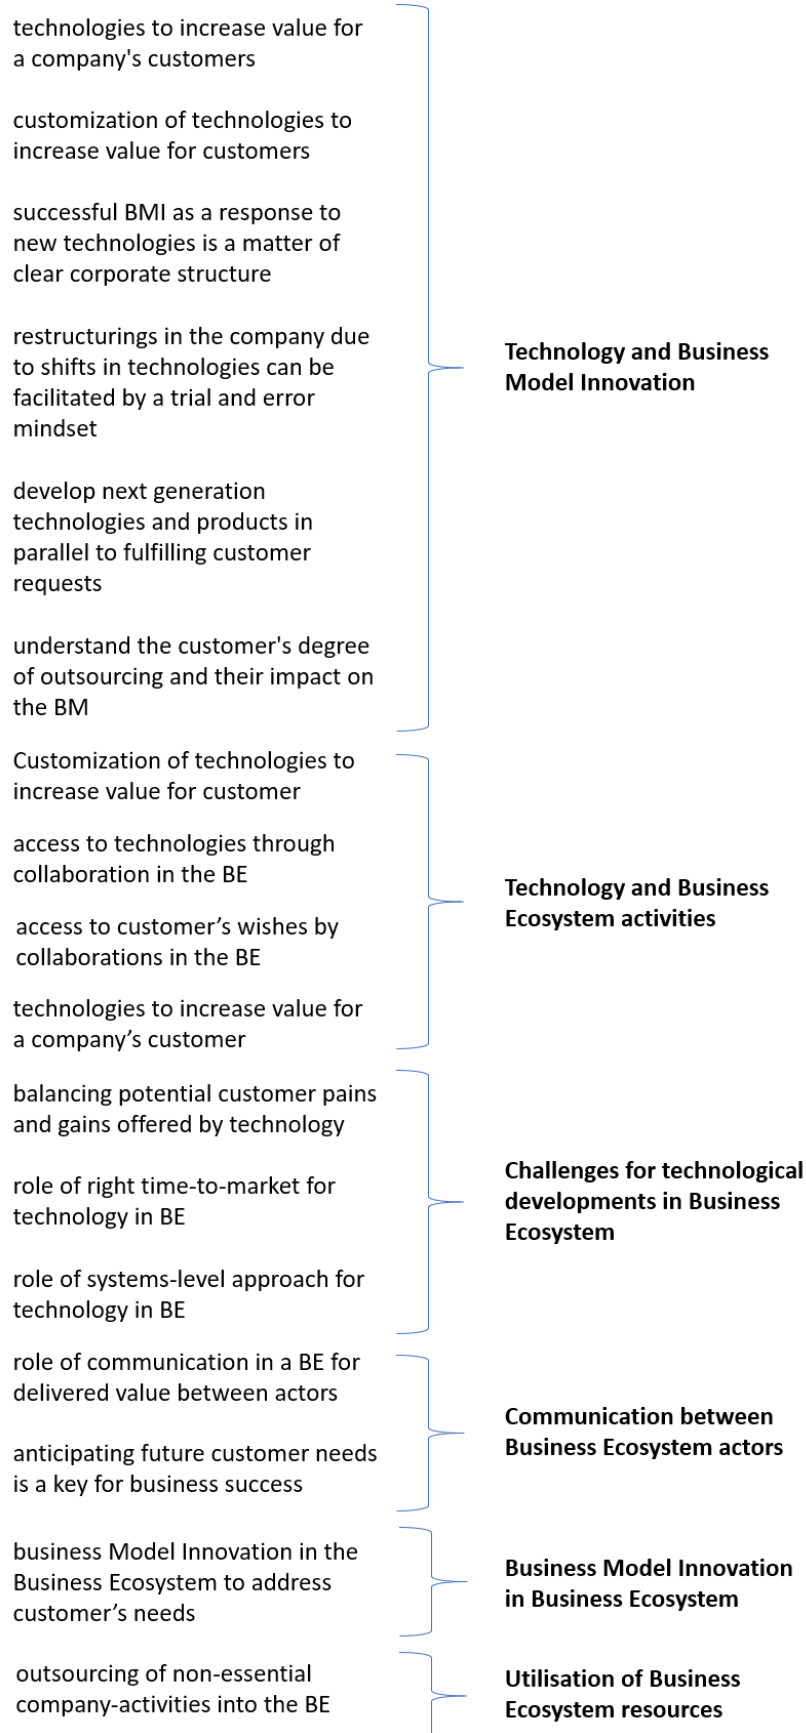 technologies to increase value for
a company's customers
customization of technologies to
increase value for customers
successful BMI as a response to
new technologies is a matter of
clear corporate structure
restructurings in the company due
to shifts in technologies can be
facilitated by a trial and error
mindset
develop next generation
technologies and products in
parallel to fulfilling customer
requests
understand the customer's degree
of outsourcing and their impact on
the BM
Technology and Business
Model Innovation
Customization of technologies to
increase value for customer
access to technologies through
collaboration in the BE
access to customer’s wishes by
collaborations in the BE
technologies to increase value for
a company’s customer
Technology and Business
Ecosystem activities
balancing potential customer pains
and gains offered by technology
role of right time-to-market for
technology in BE
role of systems-level approach for
technology in BE
Challenges for technological
developments in Business
Ecosystem
role of communication in a BE for
delivered value between actors
anticipating future customer needs
is a key for business success
Communication between
Business Ecosystem actors
business Model Innovation in the
Business Ecosystem to address
customer’s needs
Business Model Innovation
in Business Ecosystem
outsourcing of non-essential
company-activities into the BE
Utilisation of Business
Ecosystem resources